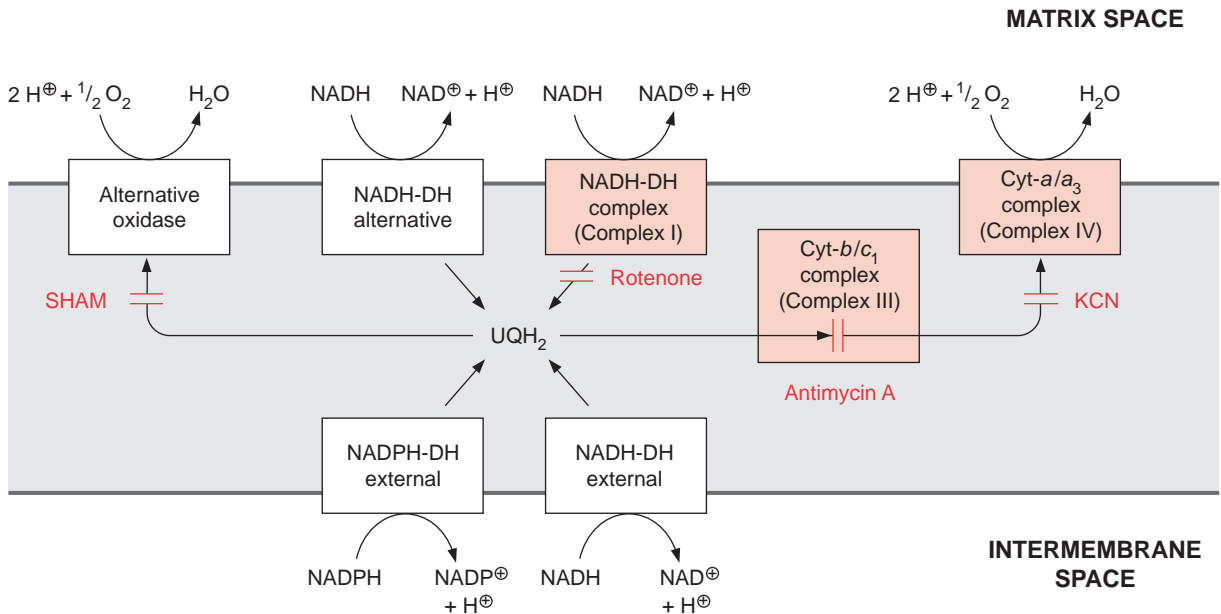 MATRIX SPACE
2 H⊕ + 1/2 O2
H2O
NADH
NAD⊕ + H⊕
NADH
NAD⊕ + H⊕
2 H⊕ + 1/2 O2
H2O
Alternative
oxidase
NADH-DH
alternative
NADH-DH
complex
(Complex I)
Cyt-a/a3
complex
(Complex IV)
Cyt-b/c1
complex
(Complex III)
SHAM
Rotenone
KCN
UQH2
Antimycin A
NADPH-DH
external
NADH-DH
external
NADPH
NADP⊕
+ H⊕
NADH
NAD⊕
+ H⊕
INTERMEMBRANE
SPACE